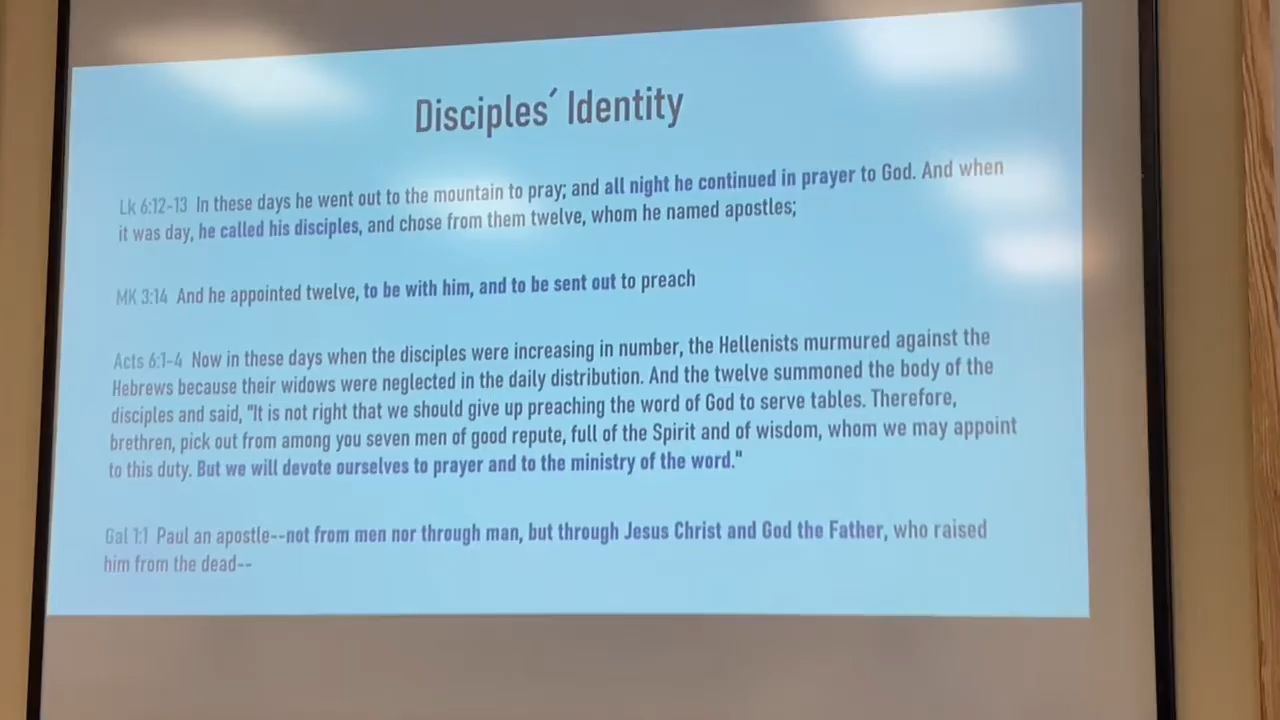 Disciples´ Identity
Lk 6:12-13 In these days he went out to the mountain to pray; and all night he continued in prayer to God. And when
it was day, he called his disciples, and chose from them twelve, whom he named apostles;
MK 3:14 And he appointed twelve, to be with him, and to be sent out to preach
Acts 6:1-4 Now in these days when the disciples were increasing in number, the Hellenists murmured against the
Hebrews because their widows were neglected in the daily distribution. And the twelve summoned the body of the
disciples and said, "It is not right that we should give up preaching the word of God to serve tables. Therefore,
brethren, pick out from among you seven men of good repute, full of the Spirit and of wisdom, whom we may appoint
to this duty. But we will devote ourselves to prayer and to the ministry of the word."
Gal 1:1 Paul an apostle--not from men nor through man, but through Jesus Christ and God the Father, who raised
him from the dead--